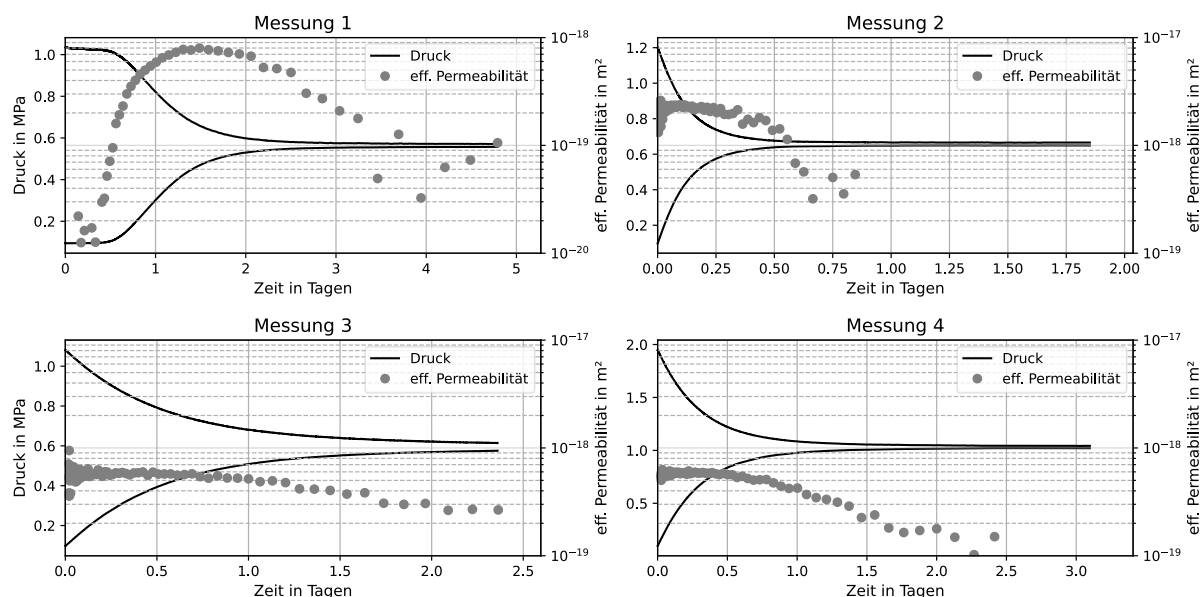 Messung 1
Druck in MPa
1.0
0.8
0.6
0.4
0.2
0
1
2
3
4
5
Zeit in Tagen
10⁻¹⁸
10⁻¹⁹
10⁻²⁰
eff. Permeabilität in m²
Druck
eff. Permeabilität
Messung 2
1.2
1.0
0.8
0.6
0.4
0.2
0.00
0.25
0.50
0.75
1.00
1.25
1.50
1.75
2.00
Zeit in Tagen
10⁻¹⁷
10⁻¹⁸
10⁻¹⁹
eff. Permeabilität in m²
Druck
eff. Permeabilität
Messung 3
Druck in MPa
1.0
0.8
0.6
0.4
0.2
0.0
0.5
1.0
1.5
2.0
2.5
Zeit in Tagen
10⁻¹⁷
10⁻¹⁸
10⁻¹⁹
eff. Permeabilität in m²
Druck
eff. Permeabilität
Messung 4
2.0
1.5
1.0
0.5
0.0
0.5
1.0
1.5
2.0
2.5
3.0
Zeit in Tagen
10⁻¹⁷
10⁻¹⁸
10⁻¹⁹
eff. Permeabilität in m²
Druck
eff. Permeabilität